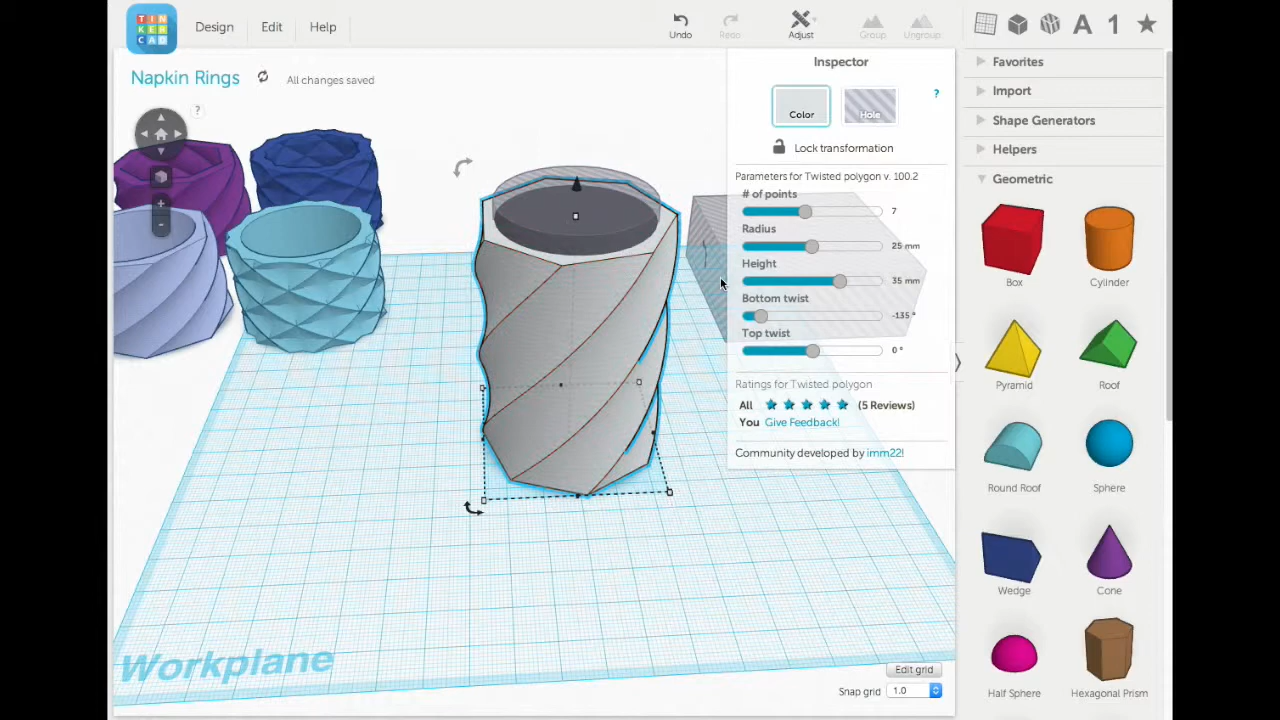 TIN
KER
CAD
Design
Edit
Help
Undo
Redo
Adjust
Group
Ungroup
A
1
Napkin Rings
All changes saved
?
Inspector
Color
Hole
?
Lock transformation
Parameters for Twisted polygon v. 100.2
# of points
7
Radius
25 mm
Height
35 mm
Bottom twist
-135 °
Top twist
0 °
Ratings for Twisted polygon
All
(5 Reviews)
You Give Feedback!
Community developed by imm22!
Favorites
Import
Shape Generators
Helpers
Geometric
Box
Cylinder
Pyramid
Roof
Round Roof
Sphere
Wedge
Cone
Half Sphere
Hexagonal Prism
Workplane
Edit grid
Snap grid
1.0